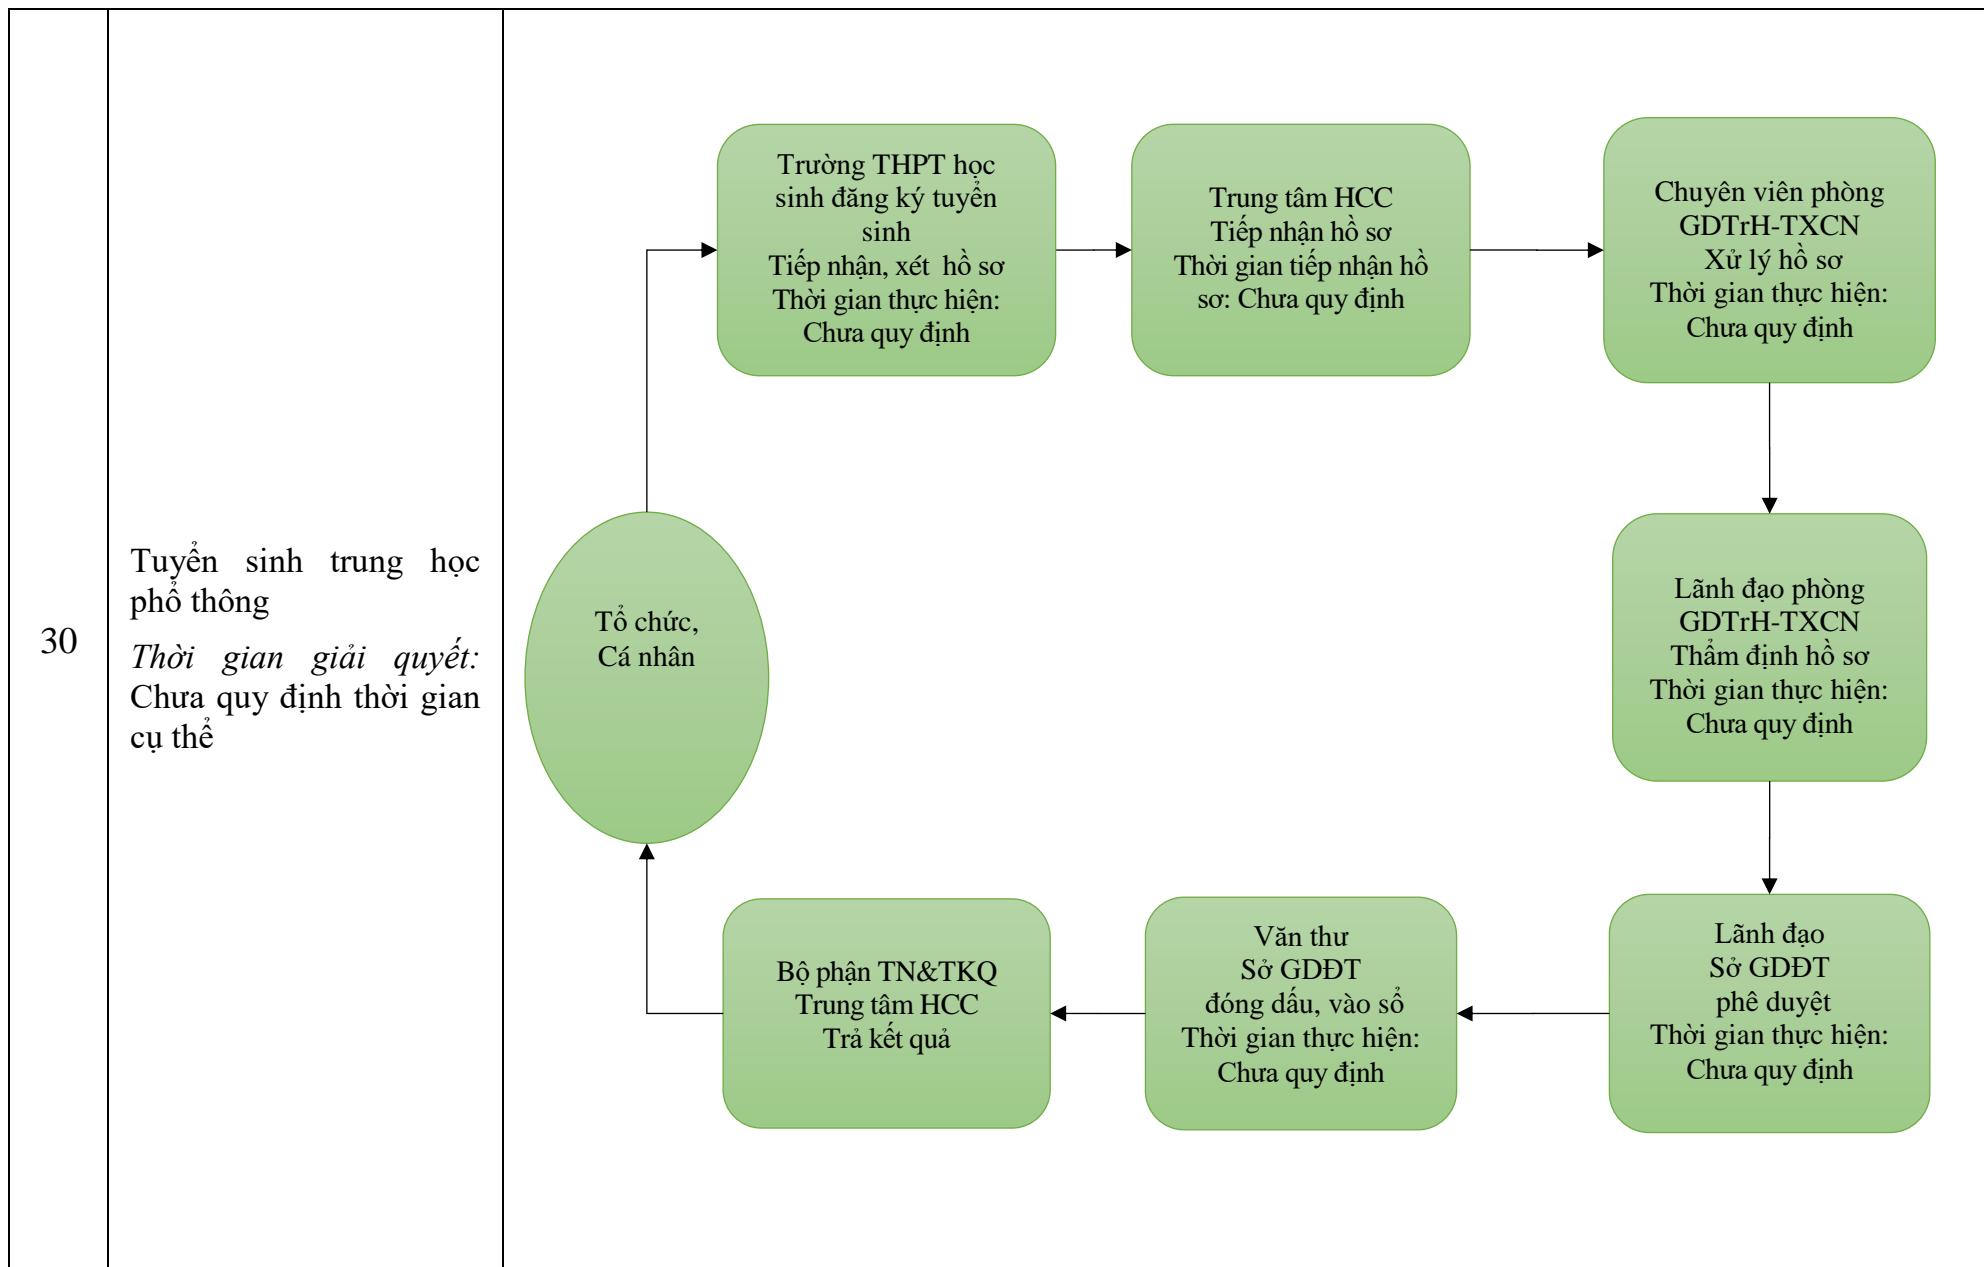 30
Tuyển sinh trung học
phổ thông
Thời gian giải quyết:
Chưa quy định thời gian
cụ thể
Tổ chức,
Cá nhân
Trường THPT học
sinh đăng ký tuyển
sinh
Tiếp nhận, xét hồ sơ
Thời gian thực hiện:
Chưa quy định
Trung tâm HCC
Tiếp nhận hồ sơ
Thời gian tiếp nhận hồ
sơ: Chưa quy định
Chuyên viên phòng
GDTrH-TXCN
Xử lý hồ sơ
Thời gian thực hiện:
Chưa quy định
Lãnh đạo phòng
GDTrH-TXCN
Thẩm định hồ sơ
Thời gian thực hiện:
Chưa quy định
Lãnh đạo
Sở GDĐT
phê duyệt
Thời gian thực hiện:
Chưa quy định
Văn thư
Sở GDĐT
đóng dấu, vào sổ
Thời gian thực hiện:
Chưa quy định
Bộ phận TN&TKQ
Trung tâm HCC
Trả kết quả